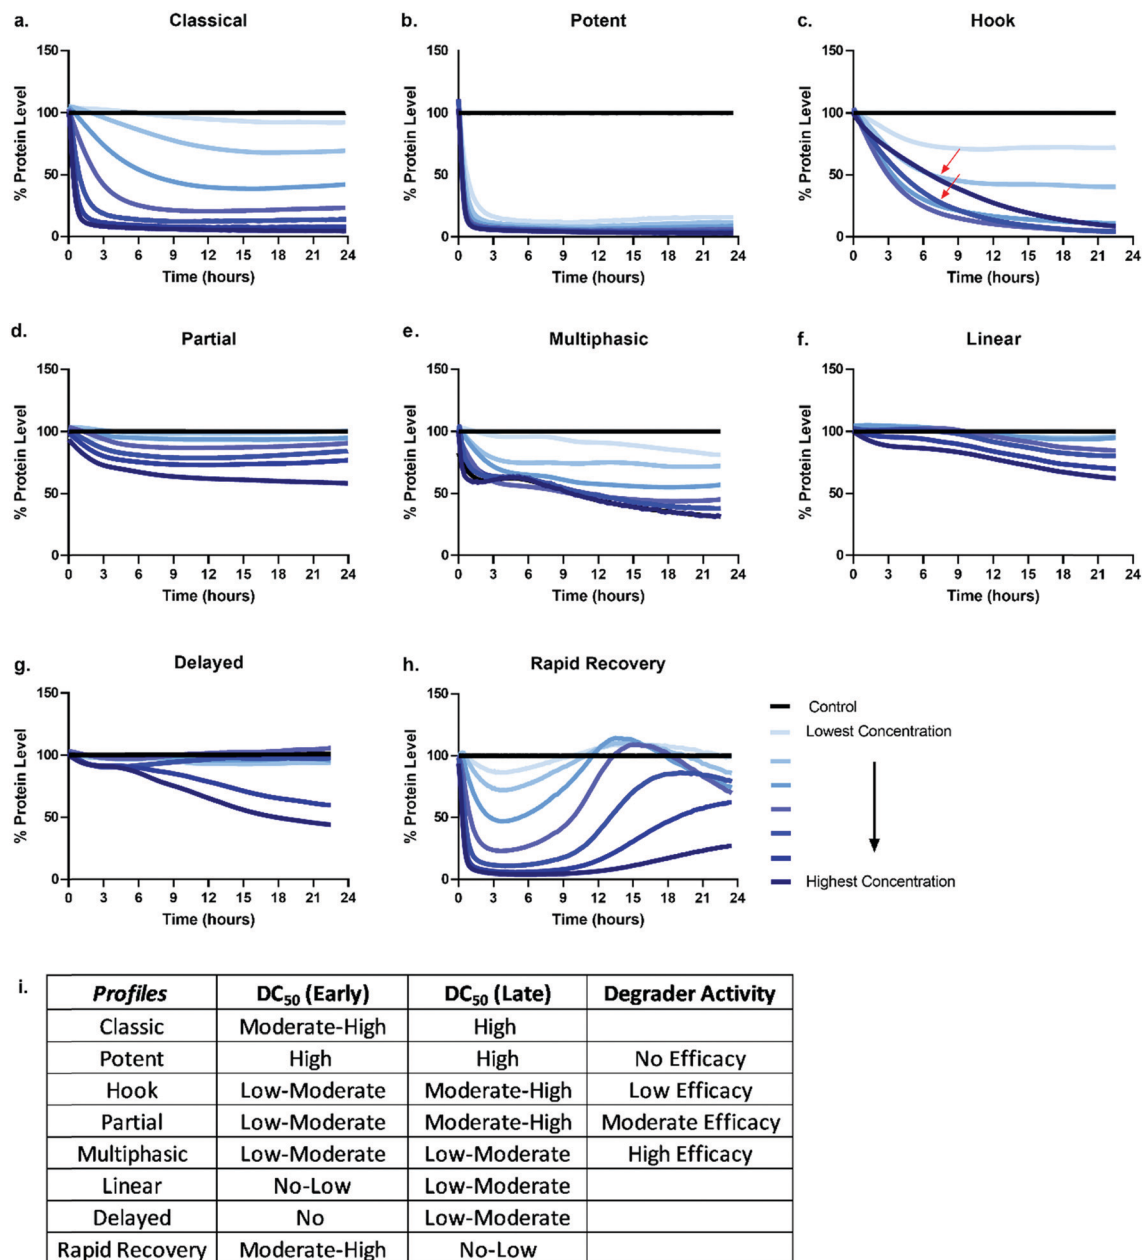 a. Classical
150
100
50
0
% Protein Level
0 3 6 9 12 15 18 21 24
Time (hours)
b. Potent
150
100
50
0
% Protein Level
0 3 6 9 12 15 18 21 24
Time (hours)
c. Hook
150
100
50
0
% Protein Level
0 3 6 9 12 15 18 21 24
Time (hours)
d. Partial
150
100
50
0
% Protein Level
0 3 6 9 12 15 18 21 24
Time (hours)
e. Multiphasic
150
100
50
0
% Protein Level
0 3 6 9 12 15 18 21 24
Time (hours)
f. Linear
150
100
50
0
% Protein Level
0 3 6 9 12 15 18 21 24
Time (hours)
g. Delayed
150
100
50
0
% Protein Level
0 3 6 9 12 15 18 21 24
Time (hours)
h. Rapid Recovery
150
100
50
0
% Protein Level
0 3 6 9 12 15 18 21 24
Time (hours)
Control
Lowest Concentration
Highest Concentration
i.
Profiles DC50 (Early) DC50 (Late) Degrader Activity
Classic Moderate-High High
Potent High High No Efficacy
Hook Low-Moderate Moderate-High Low Efficacy
Partial Low-Moderate Moderate-High Moderate Efficacy
Multiphasic Low-Moderate Low-Moderate High Efficacy
Linear No-Low Low-Moderate
Delayed No Low-Moderate
Rapid Recovery Moderate-High No-Low